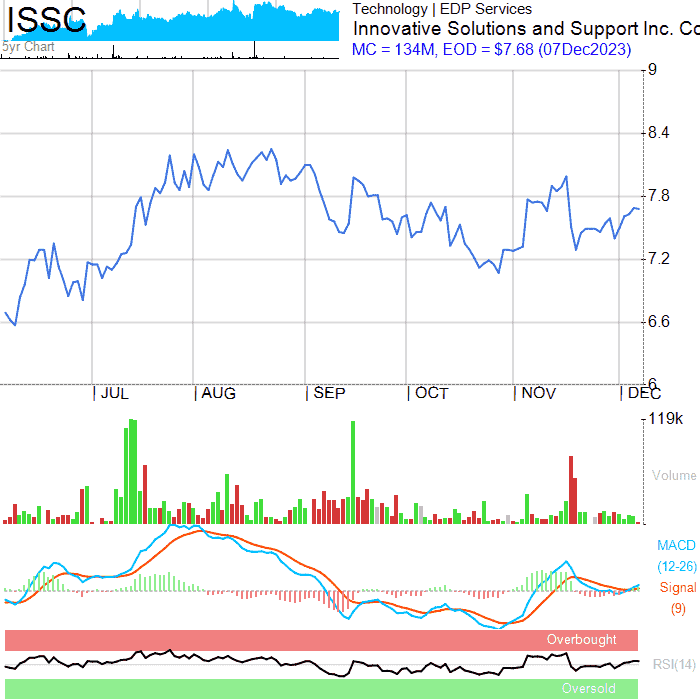 ISSC
5yr Chart
Technology | EDP Services
Innovative Solutions and Support Inc. Co
MC = 134M, EOD = $7.68 (07Dec2023)
9
8.4
7.8
7.2
6.6
6
JUL
AUG
SEP
OCT
NOV
DEC
119k
Volume
MACD
(12-26)
Signal
(9)
Overbought
RSI(14)
Oversold